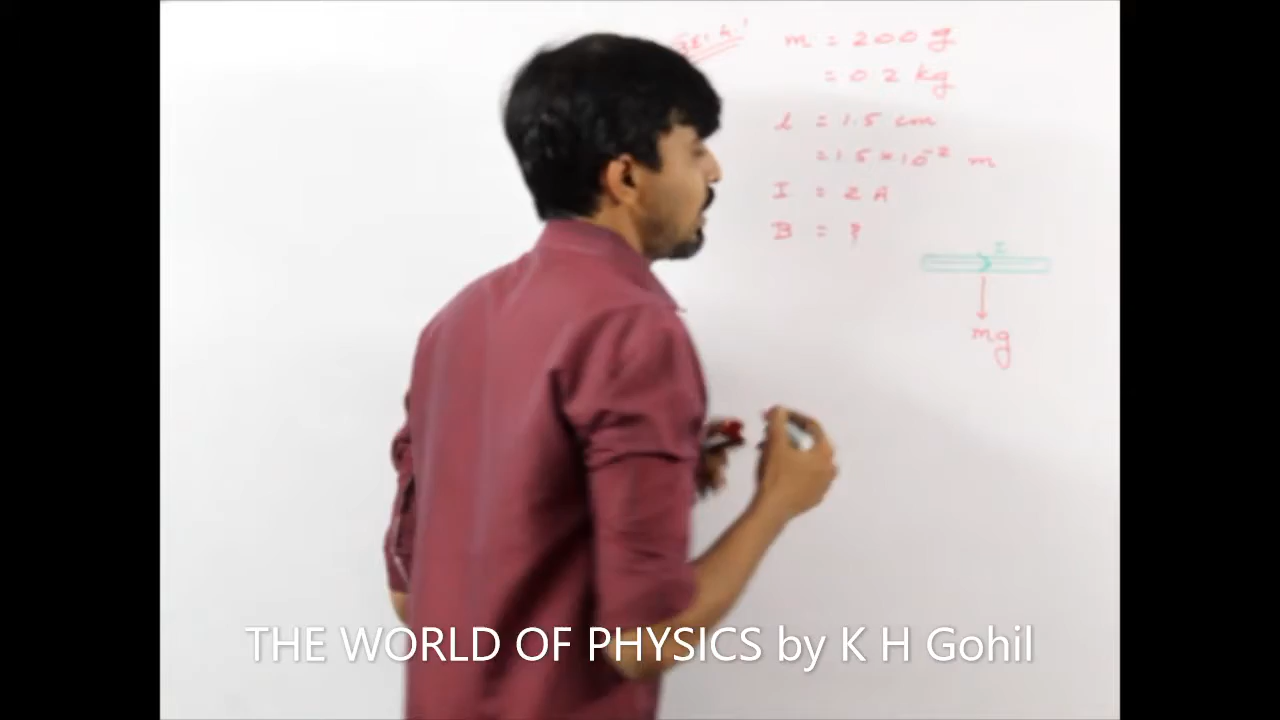 m = 200 g
= 0.2 kg
l = 1.5 cm
= 1.5 × 10⁻² m
I = 2 A
B = ?
I
mg
THE WORLD OF PHYSICS by K H Gohil